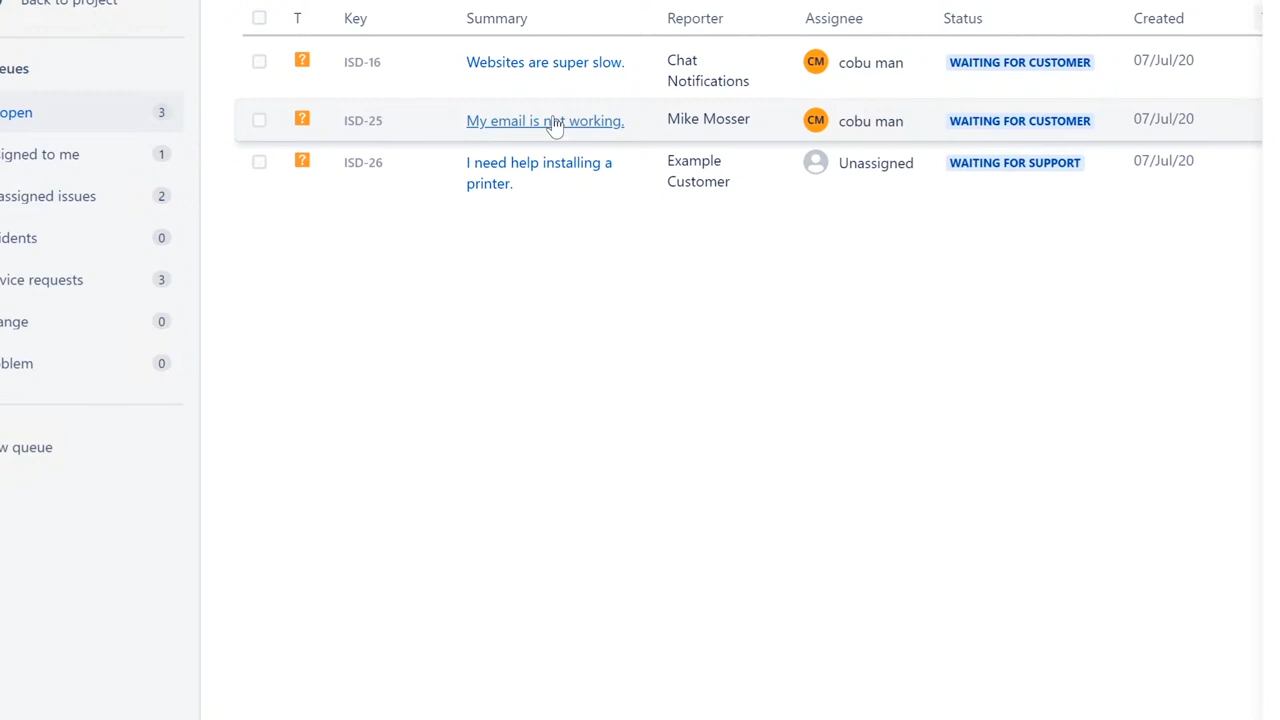 Back to project
eues
open 3
igned to me 1
assigned issues 2
idents 0
vice requests 3
ange 0
blem 0
w queue
T Key Summary Reporter Assignee Status Created
? ISD-16 Websites are super slow. Chat Notifications CM cobu man WAITING FOR CUSTOMER 07/Jul/20
? ISD-25 My email is not working. Mike Mosser CM cobu man WAITING FOR CUSTOMER 07/Jul/20
? ISD-26 I need help installing a printer. Example Customer Unassigned WAITING FOR SUPPORT 07/Jul/20